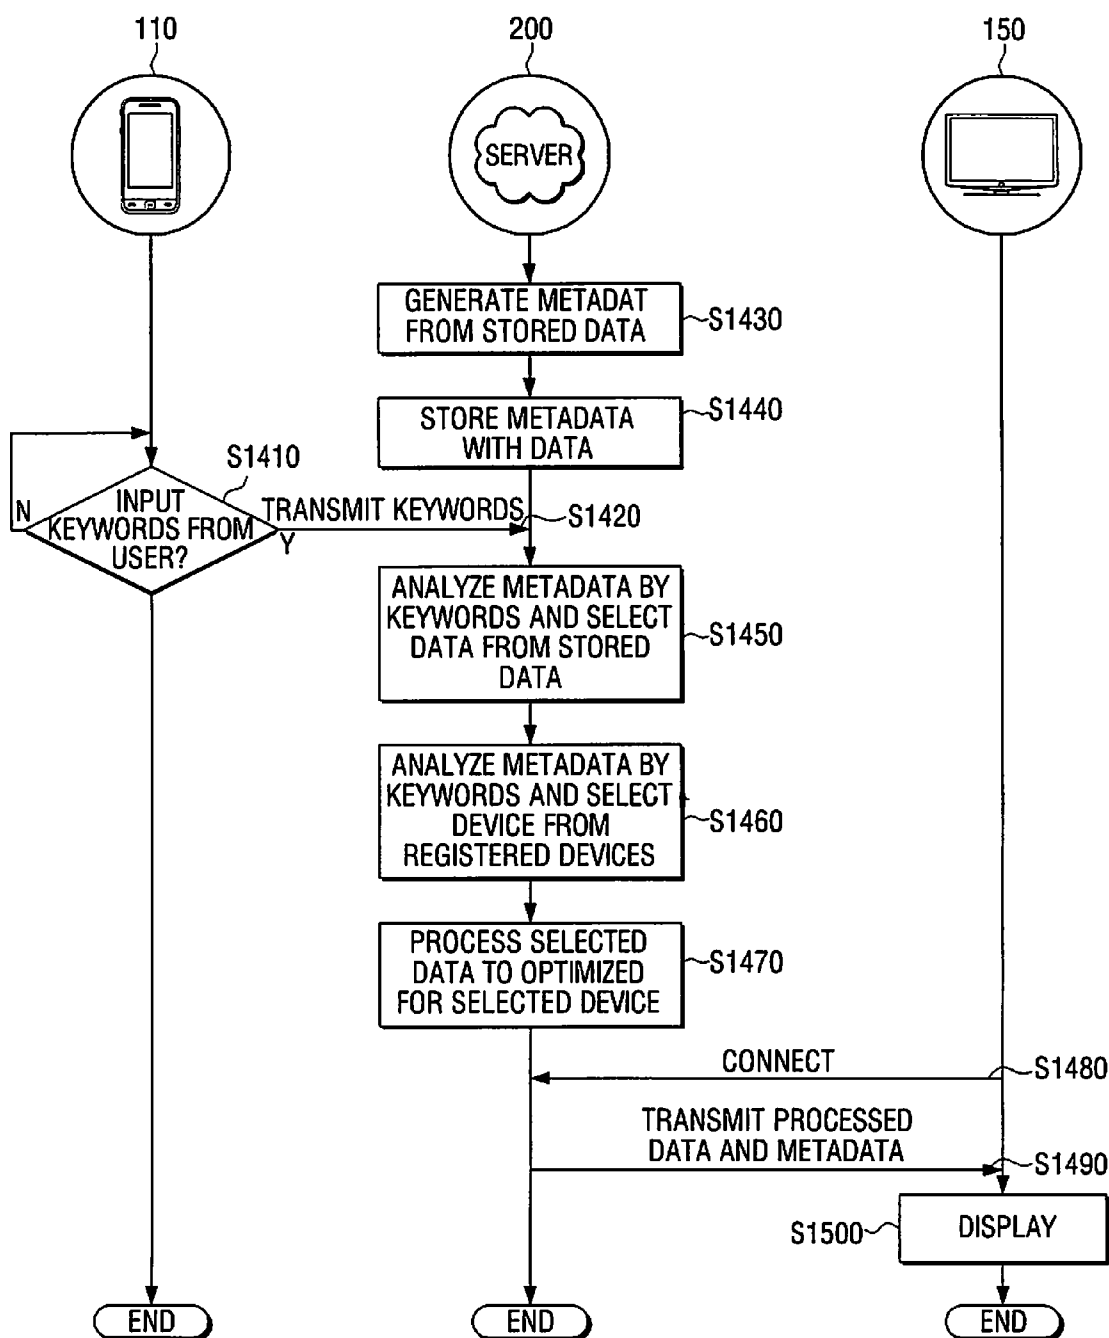 110
200
150
SERVER
GENERATE METADAT
FROM STORED DATA
S1430
STORE METADATA
WITH DATA
S1440
S1410
INPUT
KEYWORDS FROM
USER?
N
Y
TRANSMIT KEYWORDS
S1420
ANALYZE METADATA BY
KEYWORDS AND SELECT
DATA FROM STORED
DATA
S1450
ANALYZE METADATA BY
KEYWORDS AND SELECT
DEVICE FROM
REGISTERED DEVICES
S1460
PROCESS SELECTED
DATA TO OPTIMIZED
FOR SELECTED DEVICE
S1470
CONNECT
S1480
TRANSMIT PROCESSED
DATA AND METADATA
S1490
S1500
DISPLAY
END
END
END